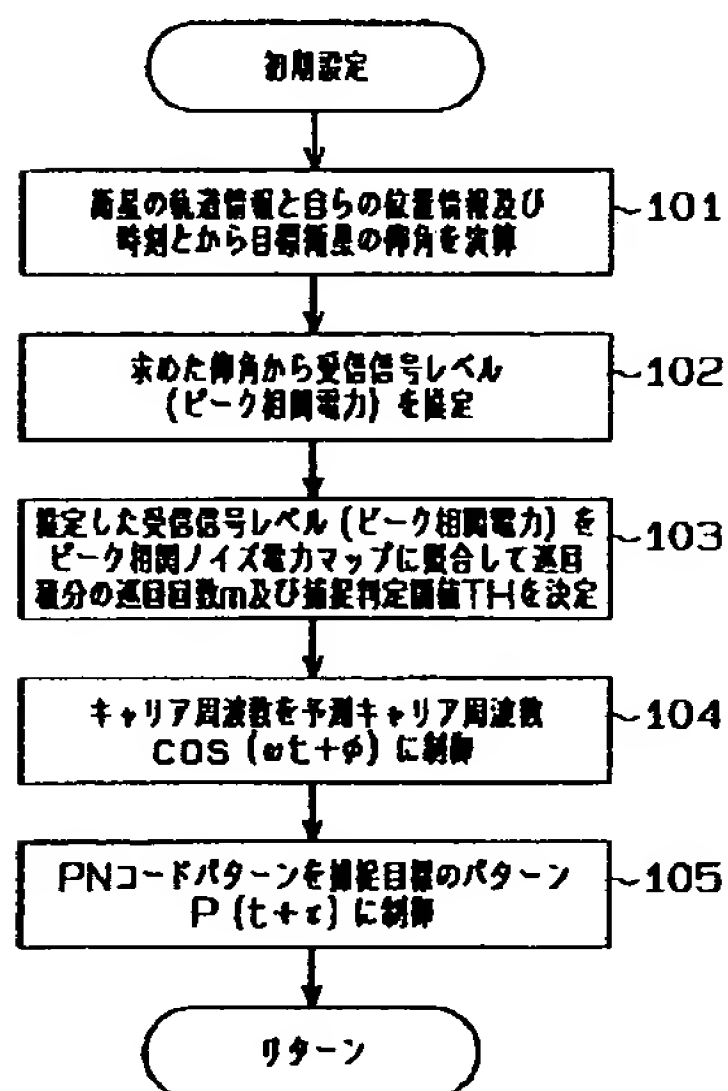 初期設定
衛星の軌道情報と自らの位置情報及び
時刻とから目標衛星の仰角を演算
~101
求めた仰角から受信信号レベル
(ピーク相関電力)を推定
~102
推定した受信信号レベル(ピーク相関電力)を
ピーク相関ノイズ電力マップに照合して巡回
積分の巡回回数m及び捕捉判定閾値THを決定
~103
キャリア周波数を予測キャリア周波数
cos(ωt+φ)に制御
~104
PNコードパターンを捕捉目標のパターン
P(t+τ)に制御
~105
リターン